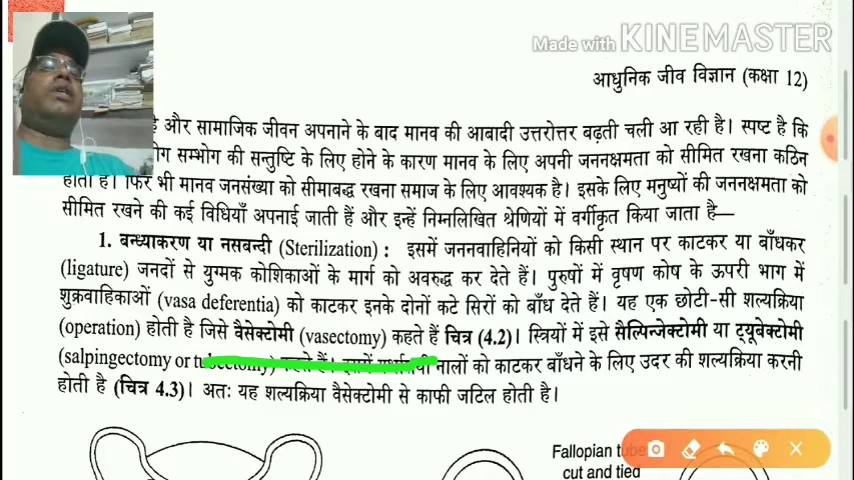 Made with KINEMASTER
आधुनिक जीव विज्ञान (कक्षा 12)
है और सामाजिक जीवन अपनाने के बाद मानव की आबादी उत्तरोत्तर बढ़ती चली आ रही है। स्पष्ट है कि
सम्भोग की सन्तुष्टि के लिए होने के कारण मानव के लिए अपनी जननक्षमता को सीमित रखना कठिन
होता है। फिर भी मानव जनसंख्या को सीमाबद्ध रखना समाज के लिए आवश्यक है। इसके लिए मनुष्यों की जननक्षमता को
सीमित रखने की कई विधियाँ अपनाई जाती हैं और इन्हें निम्नलिखित श्रेणियों में वर्गीकृत किया जाता है—
1. बन्ध्याकरण या नसबन्दी (Sterilization) : इसमें जननवाहिनियों को किसी स्थान पर काटकर या बाँधकर
(ligature) जनदों से युग्मक कोशिकाओं के मार्ग को अवरुद्ध कर देते हैं। पुरुषों में वृषण कोष के ऊपरी भाग में
शुक्रवाहिकाओं (vasa deferentia) को काटकर इनके दोनों कटे सिरों को बाँध देते हैं। यह एक छोटी-सी शल्यक्रिया
(operation) होती है जिसे वैसेक्टोमी (vasectomy) कहते हैं चित्र (4.2)। स्त्रियों में इसे सैल्पिन्जेक्टोमी या ट्यूबेक्टोमी
(salpingectomy or tubectomy) कहते हैं। इसमें नालों को काटकर बाँधने के लिए उदर की शल्यक्रिया करनी
होती है (चित्र 4.3)। अतः यह शल्यक्रिया वैसेक्टोमी से काफी जटिल होती है।
Fallopian tube
cut and tied